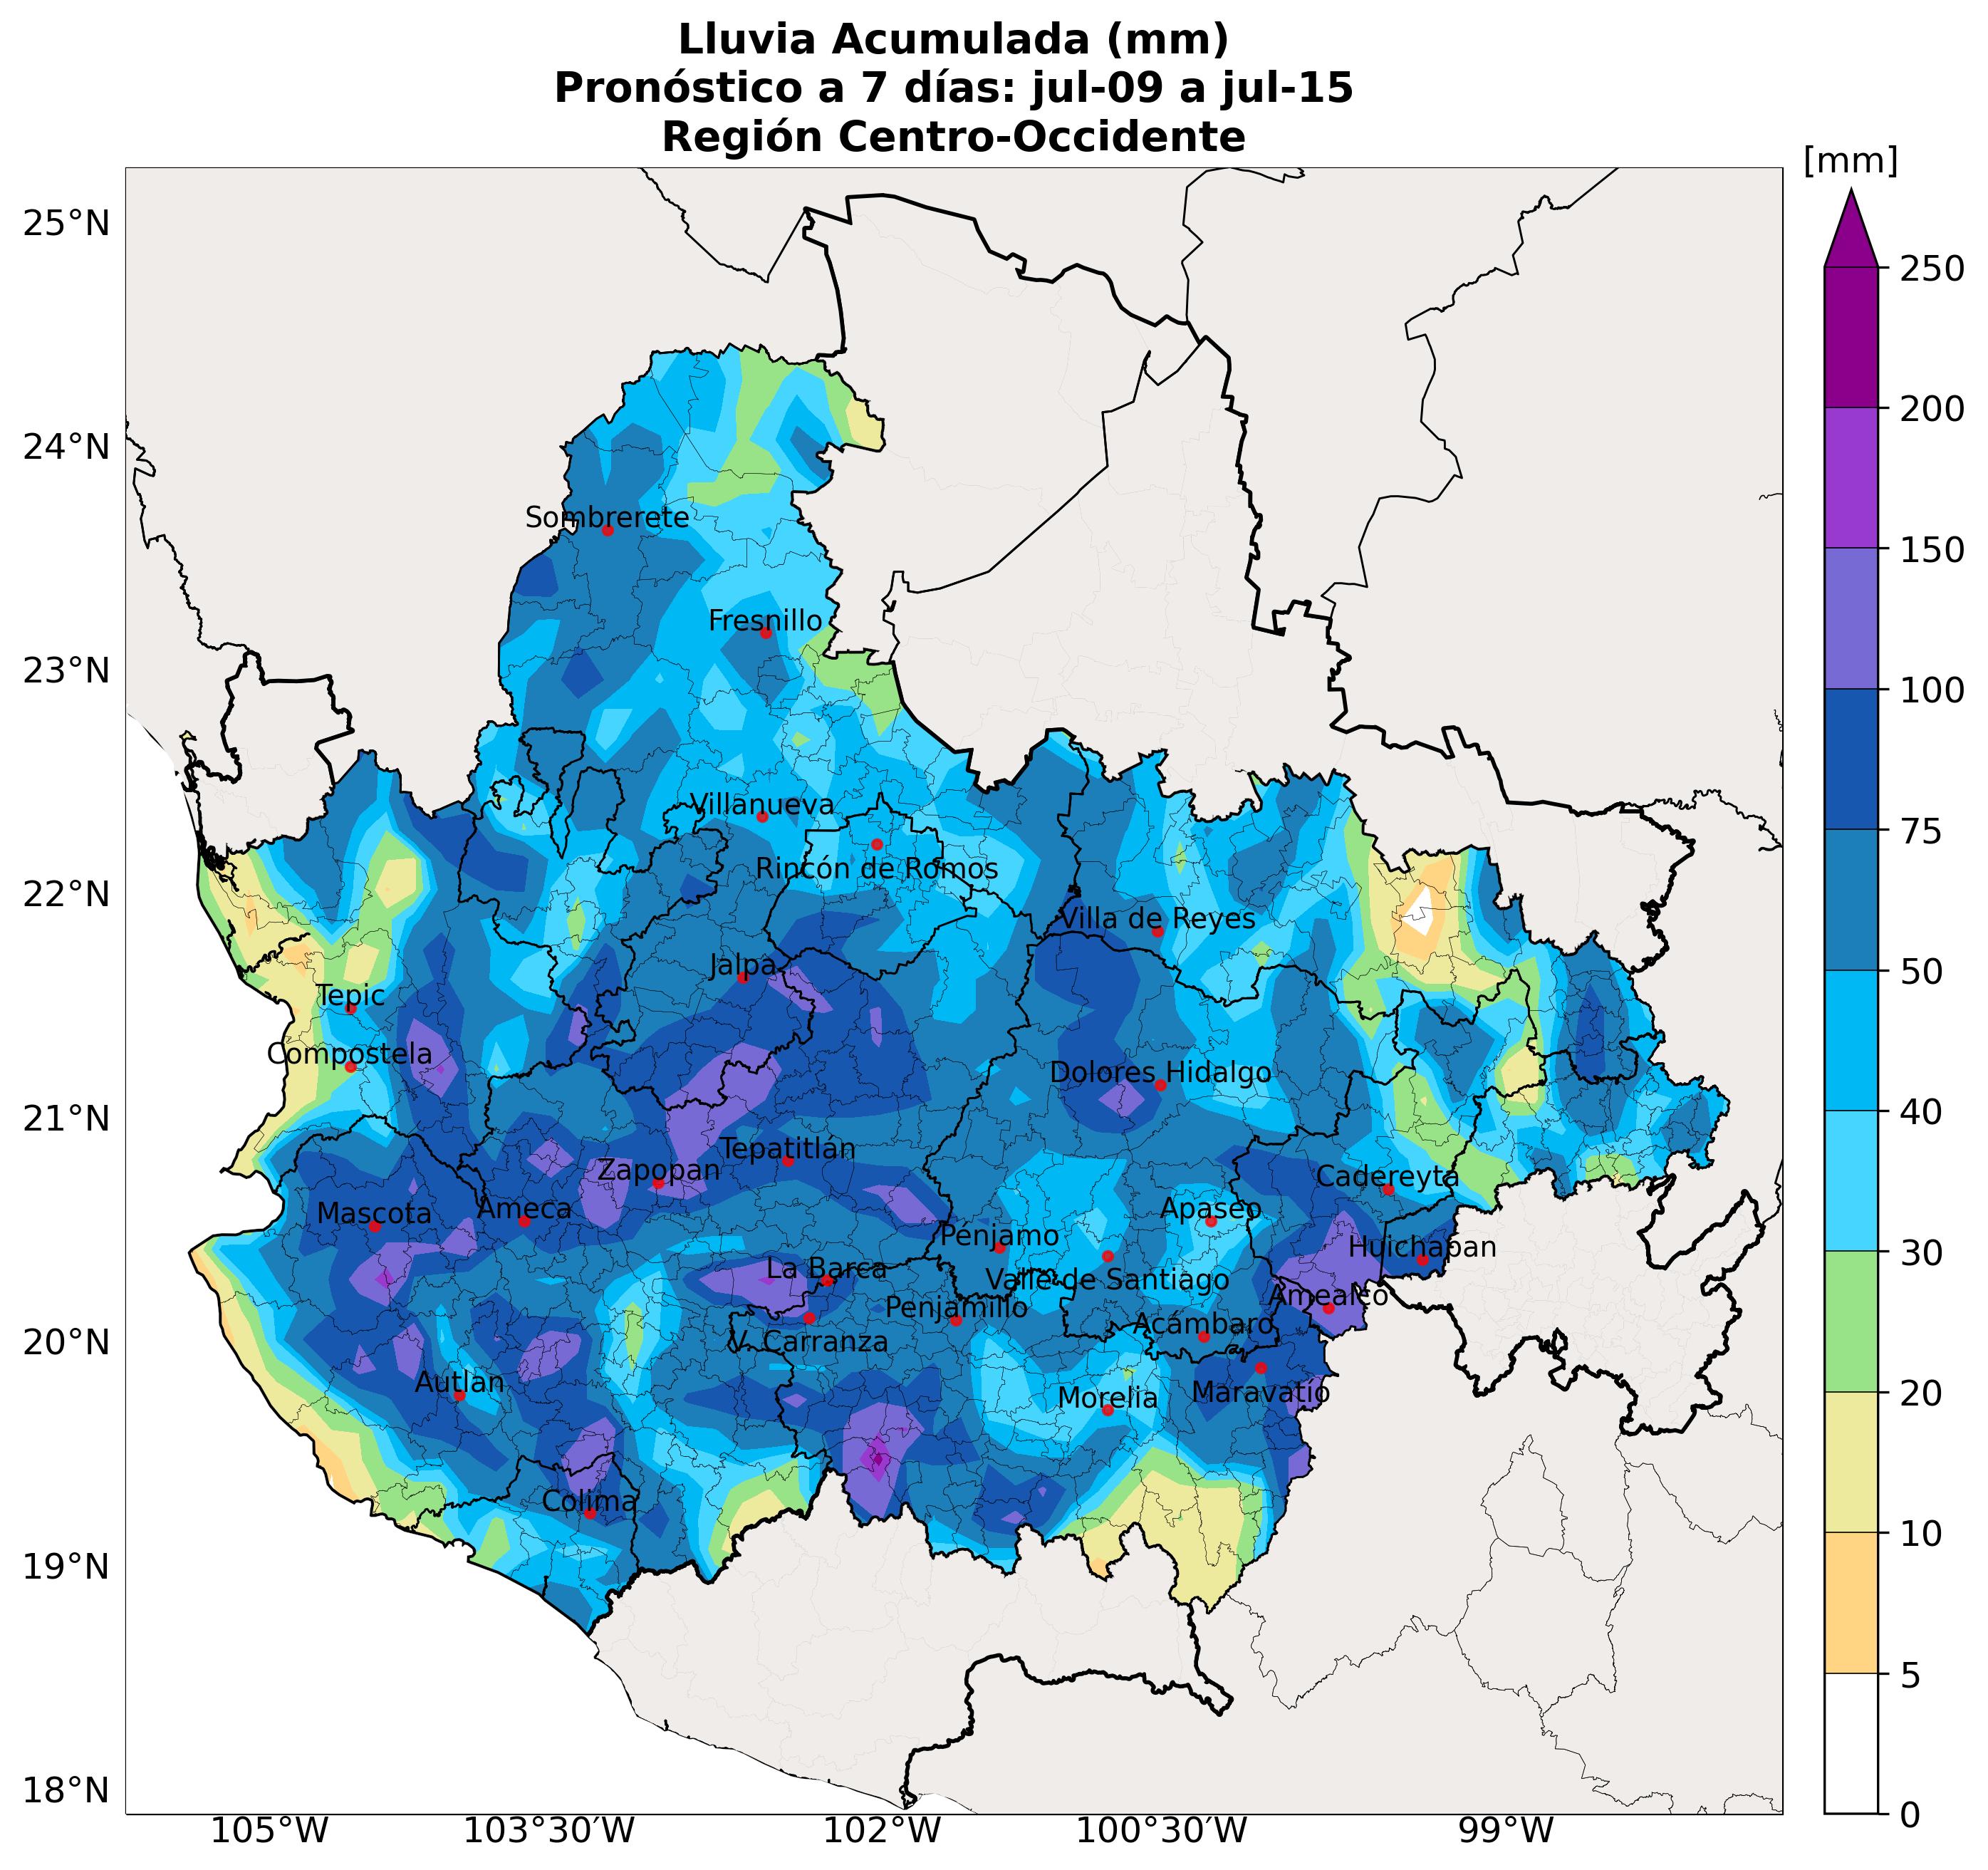 Lluvia Acumulada (mm)
Pronóstico a 7 días: jul-09 a jul-15
Región Centro-Occidente
[mm]
25°N
24°N
23°N
22°N
21°N
20°N
19°N
18°N
105°W
103°30'W
102°W
100°30'W
99°W
250
200
150
100
75
50
40
30
20
10
5
0
Sombrerete
Fresnillo
Villanueva
Rincón de Romos
Villa de Reyes
Jalpa
Tepic
Compostela
Dolores Hidalgo
Tepatitlán
Zapopan
Cadereyta
Mascota
Ameca
Apaseo
Pénjamo
Huichapan
La Barca
Valle de Santiago
Amealco
Penjamillo
Acámbaro
V. Carranza
Autlan
Morelia
Maravatío
Colima